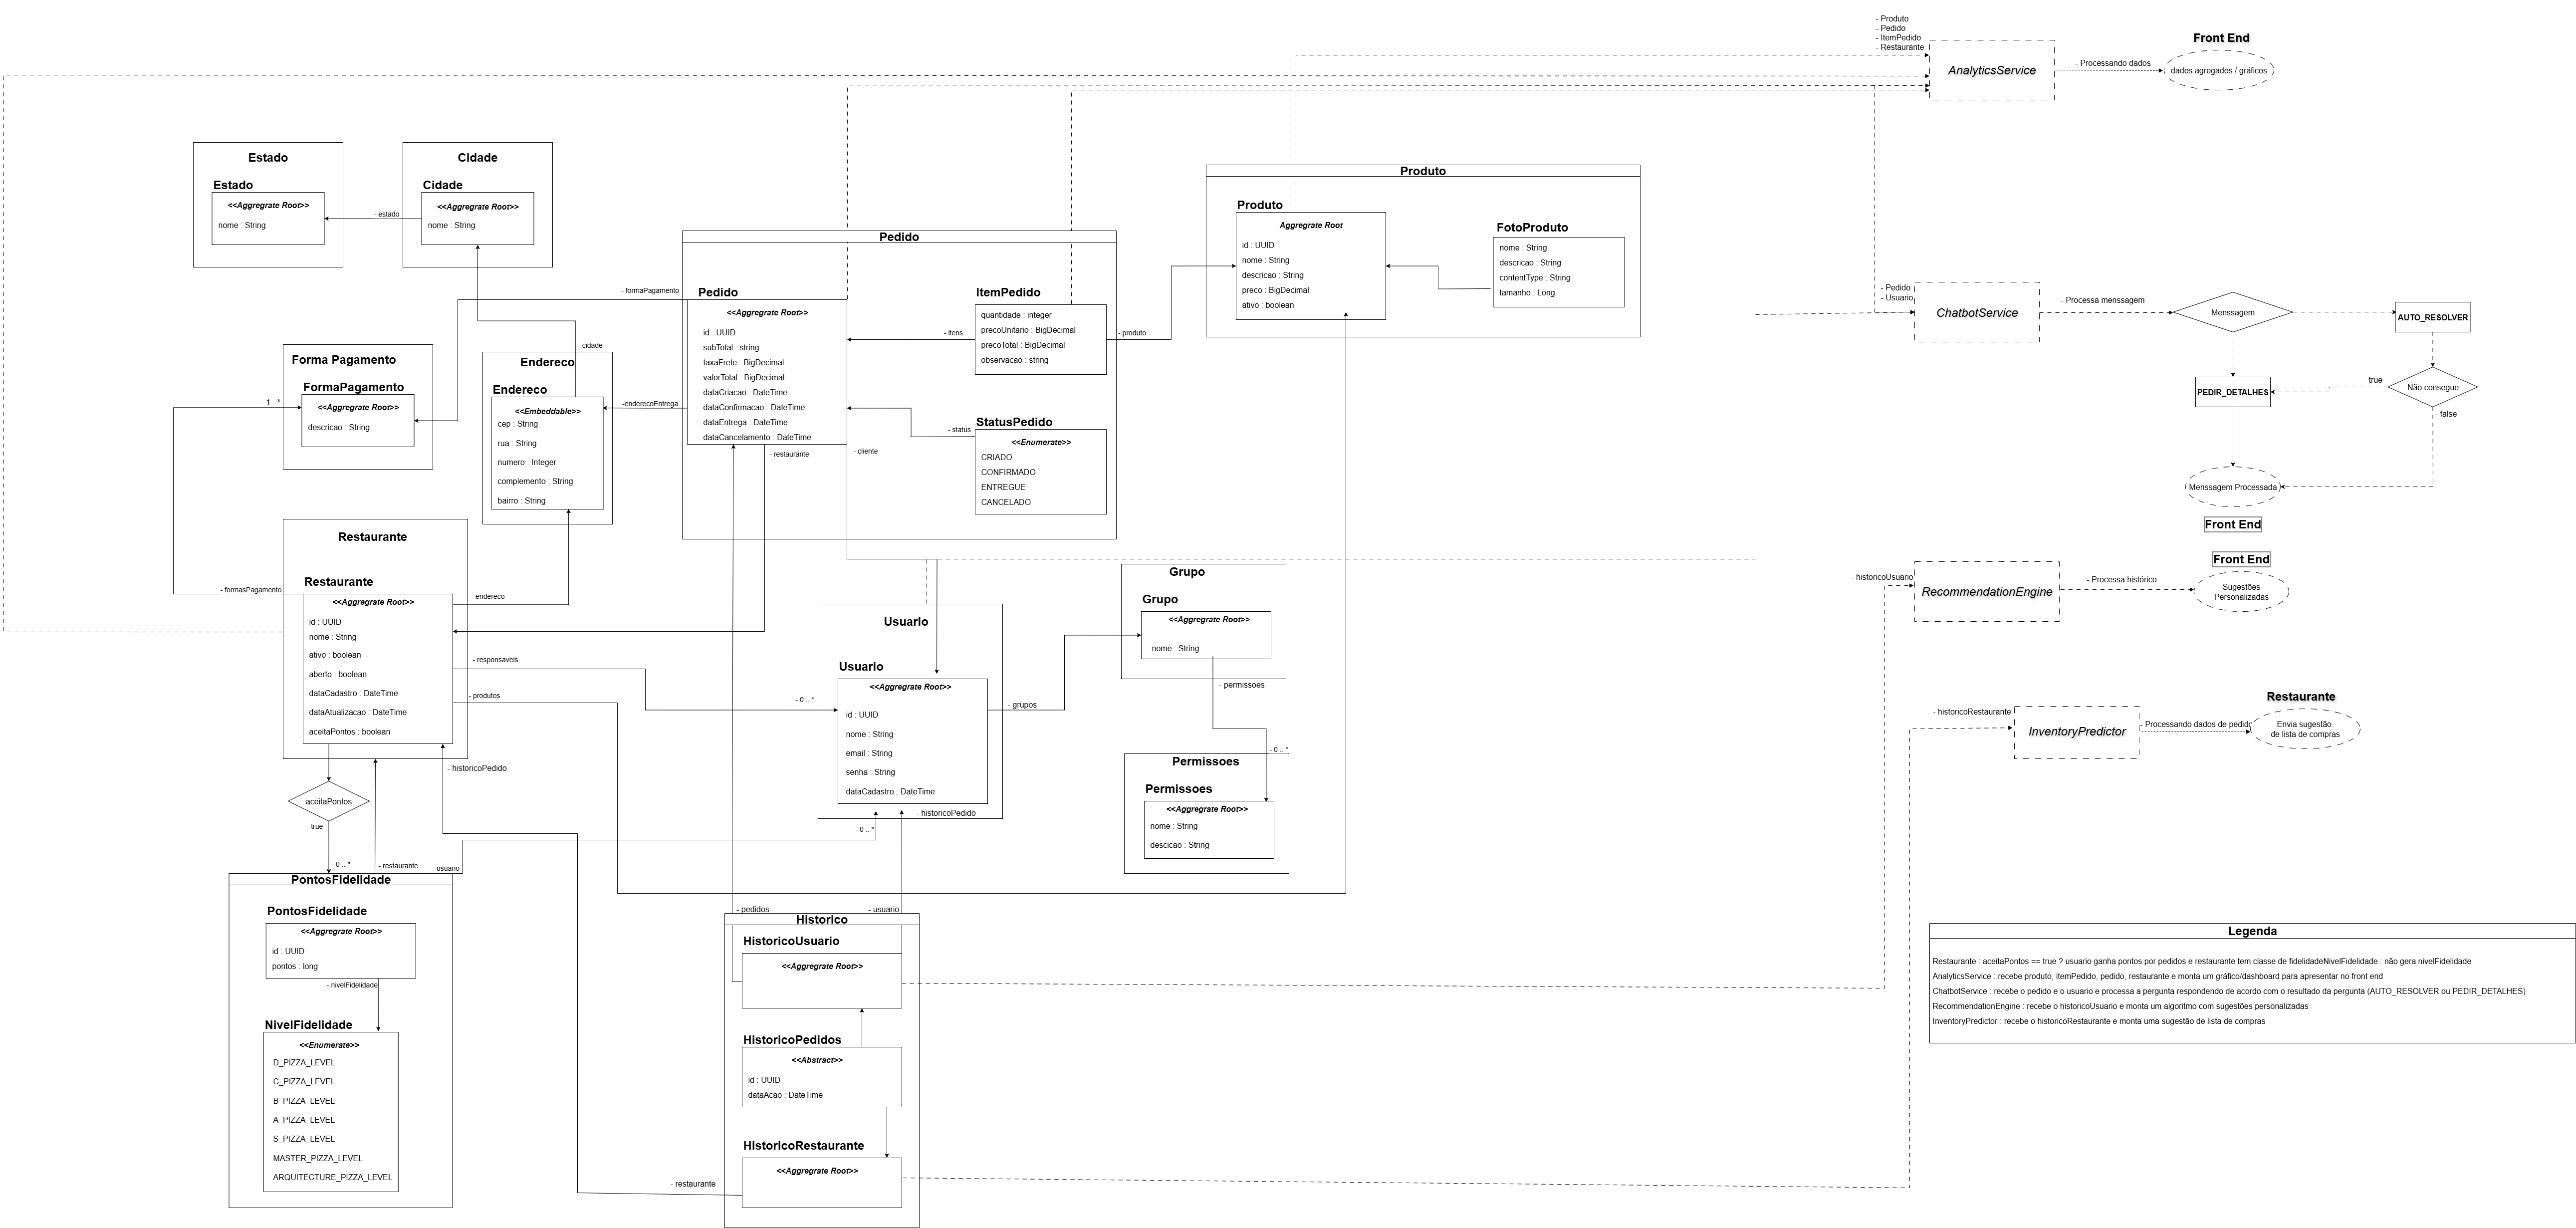 - Produto
- Pedido
- ItemPedido
- Restaurante
AnalyticsService
- Processando dados
Front End
dados agregados / gráficos
Estado
Estado
<<Aggregrate Root>>
nome : String
- estado
Cidade
Cidade
<<Aggregrate Root>>
nome : String
Produto
Produto
Aggregrate Root
id : UUID
nome : String
descricao : String
preco : BigDecimal
ativo : boolean
FotoProduto
nome : String
descricao : String
contentType : String
tamanho : Long
Pedido
- formaPagamento
Pedido
<<Aggregrate Root>>
id : UUID
subTotal : string
taxaFrete : BigDecimal
valorTotal : BigDecimal
dataCriacao : DateTime
dataConfirmacao : DateTime
dataEntrega : DateTime
dataCancelamento : DateTime
- restaurante
- cliente
- itens
ItemPedido
quantidade : integer
precoUnitario : BigDecimal
precoTotal : BigDecimal
observacao : string
- produto
- status
StatusPedido
<<Enumerate>>
CRIADO
CONFIRMADO
ENTREGUE
CANCELADO
- Pedido
- Usuario
ChatbotService
- Processa menssagem
Menssagem
AUTO_RESOLVER
PEDIR_DETALHES
- true
Não consegue
- false
Menssagem Processada
Front End
Forma Pagamento
FormaPagamento
<<Aggregrate Root>>
descricao : String
1.. *
- cidade
Endereco
Endereco
<<Embeddable>>
cep : String
rua : String
numero : Integer
complemento : String
bairro : String
-enderecoEntrega
Restaurante
Restaurante
- formasPagamento
<<Aggregrate Root>>
id : UUID
nome : String
ativo : boolean
aberto : boolean
dataCadastro : DateTime
dataAtualizacao : DateTime
aceitaPontos : boolean
- endereco
- responsaveis
- produtos
- historicoPedido
- 0 .. *
Usuario
Usuario
<<Aggregrate Root>>
id : UUID
nome : String
email : String
senha : String
dataCadastro : DateTime
- historicoPedido
- 0 .. *
- grupos
Grupo
Grupo
<<Aggregrate Root>>
nome : String
- permissoes
- 0 .. *
Permissoes
Permissoes
<<Aggregrate Root>>
nome : String
descicao : String
- historicoUsuario
RecommendationEngine
- Processa histórico
Front End
Sugestões
Personalizadas
- historicoRestaurante
InventoryPredictor
- Processando dados de pedido
Restaurante
Envia sugestão
de lista de compras
aceitaPontos
- true
- 0 .. *
- restaurante
- usuario
PontosFidelidade
PontosFidelidade
<<Aggregrate Root>>
id : UUID
pontos : long
- nivelFidelidade
NivelFidelidade
<<Enumerate>>
D_PIZZA_LEVEL
C_PIZZA_LEVEL
B_PIZZA_LEVEL
A_PIZZA_LEVEL
S_PIZZA_LEVEL
MASTER_PIZZA_LEVEL
ARQUITECTURE_PIZZA_LEVEL
- pedidos
- usuario
Historico
HistoricoUsuario
<<Aggregrate Root>>
HistoricoPedidos
<<Abstract>>
id : UUID
dataAcao : DateTime
HistoricoRestaurante
<<Aggregrate Root>>
- restaurante
Legenda
Restaurante : aceitaPontos == true ? usuario ganha pontos por pedidos e restaurante tem classe de fidelidadeNivelFidelidade : não gera nivelFidelidade
AnalyticsService : recebe produto, itemPedido, pedido, restaurante e monta um gráfico/dashboard para apresentar no front end
ChatbotService : recebe o pedido e o usuario e processa a pergunta respondendo de acordo com o resultado da pergunta (AUTO_RESOLVER ou PEDIR_DETALHES)
RecommendationEngine : recebe o historicoUsuario e monta um algoritmo com sugestões personalizadas
InventoryPredictor : recebe o historicoRestaurante e monta uma sugestão de lista de compras